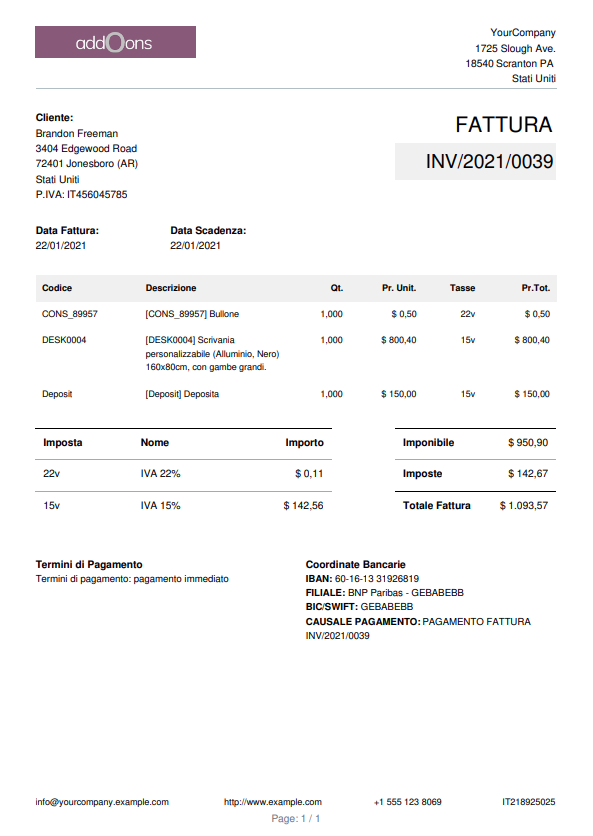 addOons
YourCompany
1725 Slough Ave.
18540 Scranton PA
Stati Uniti
Cliente:
Brandon Freeman
3404 Edgewood Road
72401 Jonesboro (AR)
Stati Uniti
P.IVA: IT456045785
FATTURA
INV/2021/0039
Data Fattura: Data Scadenza:
22/01/2021 22/01/2021
Codice Descrizione Qt. Pr. Unit. Tasse Pr.Tot.
CONS_89957 [CONS_89957] Bullone 1,000 $ 0,50 22v $ 0,50
DESK0004 [DESK0004] Scrivania 1,000 $ 800,40 15v $ 800,40
personalizzabile (Alluminio, Nero)
160x80cm, con gambe grandi.
Deposit [Deposit] Deposita 1,000 $ 150,00 15v $ 150,00
Imposta Nome Importo
22v IVA 22% $ 0,11
15v IVA 15% $ 142,56
Imponibile $ 950,90
Imposte $ 142,67
Totale Fattura $ 1.093,57
Termini di Pagamento
Termini di pagamento: pagamento immediato
Coordinate Bancarie
IBAN: 60-16-13 31926819
FILIALE: BNP Paribas - GEBABEBB
BIC/SWIFT: GEBABEBB
CAUSALE PAGAMENTO: PAGAMENTO FATTURA
INV/2021/0039
info@yourcompany.example.com http://www.example.com +1 555 123 8069 IT218925025
Page: 1 / 1